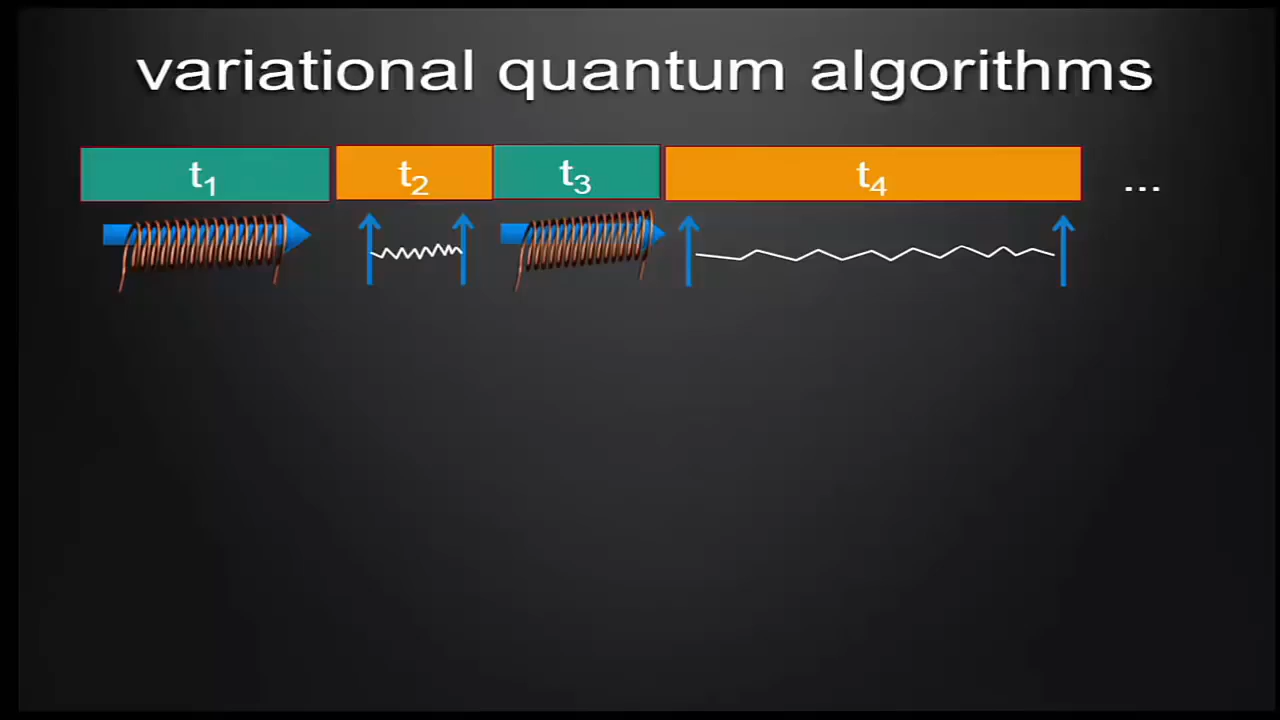 variational quantum algorithms
t₁ t₂ t₃ t₄ ...